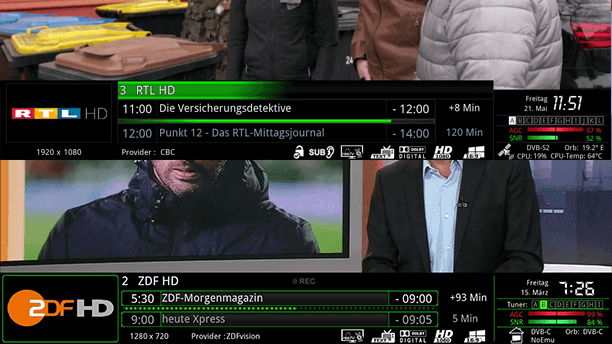 24
3 RTL HD
11:00 Die Versicherungsdetektive - 12:00 +8 Min
12:00 Punkt 12 - Das RTL-Mittagsjournal - 14:00 120 Min
RTL HD
1920 x 1080 Provider : CBC SUB TEXT DOLBY DIGITAL HD 1080 16:9
Freitag
21. Mai
11:51
A B C D E F G H I J K L M N
AGC 97 %
SNR 52 %
DVB-S2 Orb: 19.2° E
CPU: 19% CPU-Temp: 64°C
2 ZDF HD REC
5:30 ZDF-Morgenmagazin - 09:00 +93 Min
9:00 heute Xpress - 09:05 5 Min
2DF HD
1280 x 720 Provider :ZDFvision TEXT DOLBY DIGITAL HD 1080 16:9
Freitag
15. März
7:26
Tuner: A B C D E F G H I
AGC 99 %
SNR 84 %
DVB-C Orb: DVB-C
NoEmu